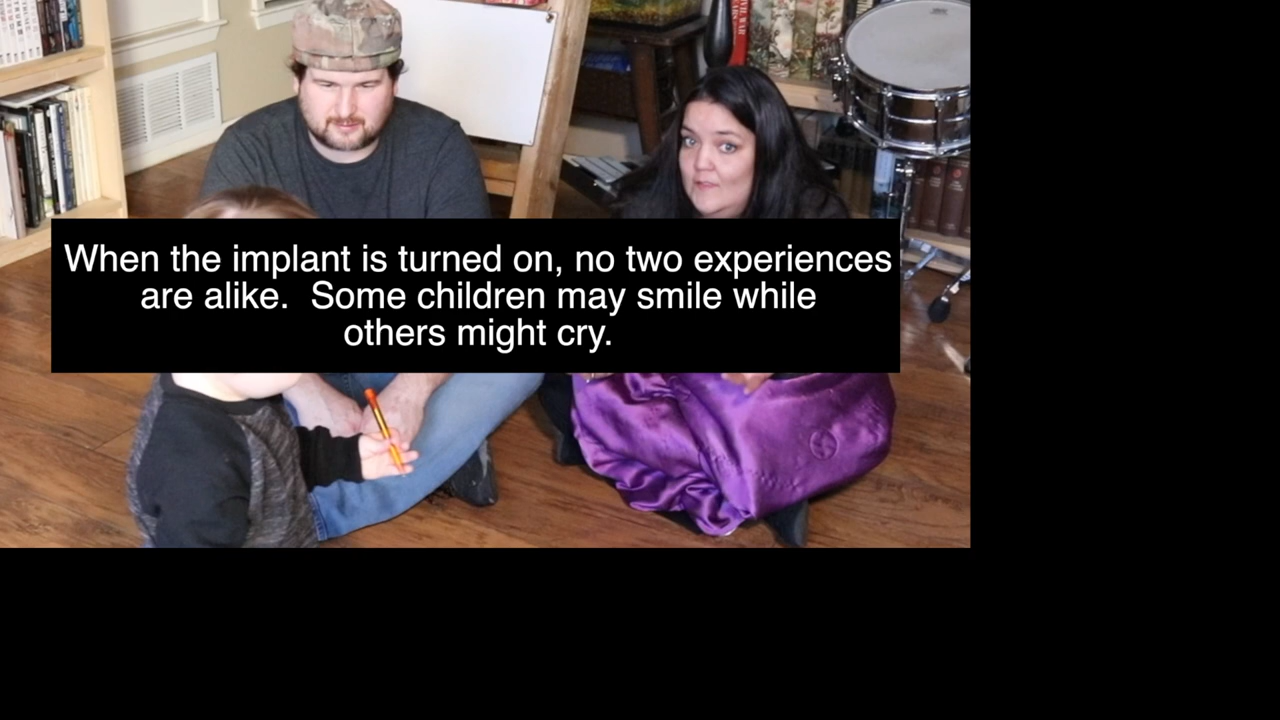 When the implant is turned on, no two experiences
are alike.  Some children may smile while
others might cry.